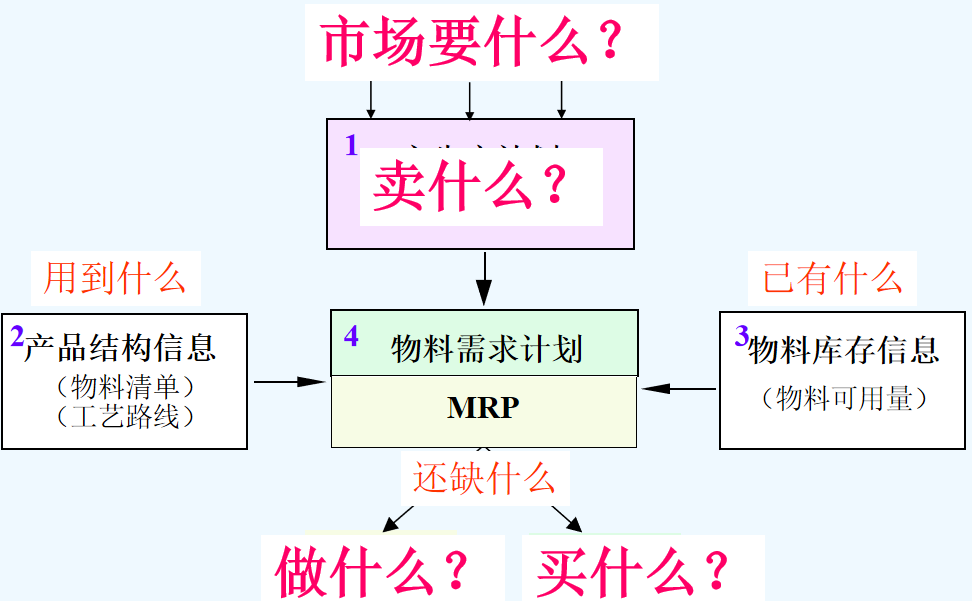 市场要什么？
1
卖什么？
用到什么
已有什么
2
产品结构信息
（物料清单）
（工艺路线）
4
物料需求计划
MRP
3
物料库存信息
（物料可用量）
还缺什么
做什么？
买什么？